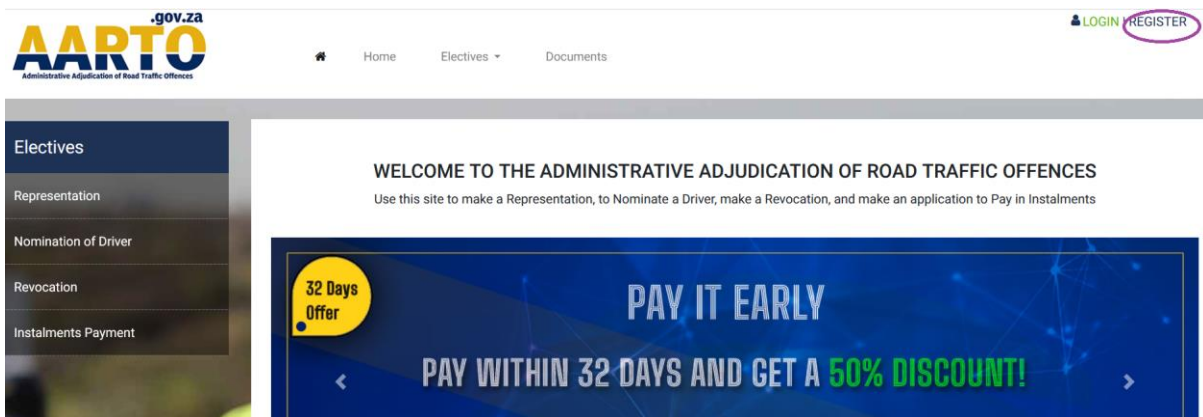 .gov.za
AARTO
Administrative Adjudication of Road Traffic Offences
Home
Electives
Documents
LOGIN | REGISTER
Electives
Representation
Nomination of Driver
Revocation
Instalments Payment
WELCOME TO THE ADMINISTRATIVE ADJUDICATION OF ROAD TRAFFIC OFFENCES
Use this site to make a Representation, to Nominate a Driver, make a Revocation, and make an application to Pay in Instalments
32 Days
Offer
PAY IT EARLY
PAY WITHIN 32 DAYS AND GET A 50% DISCOUNT!